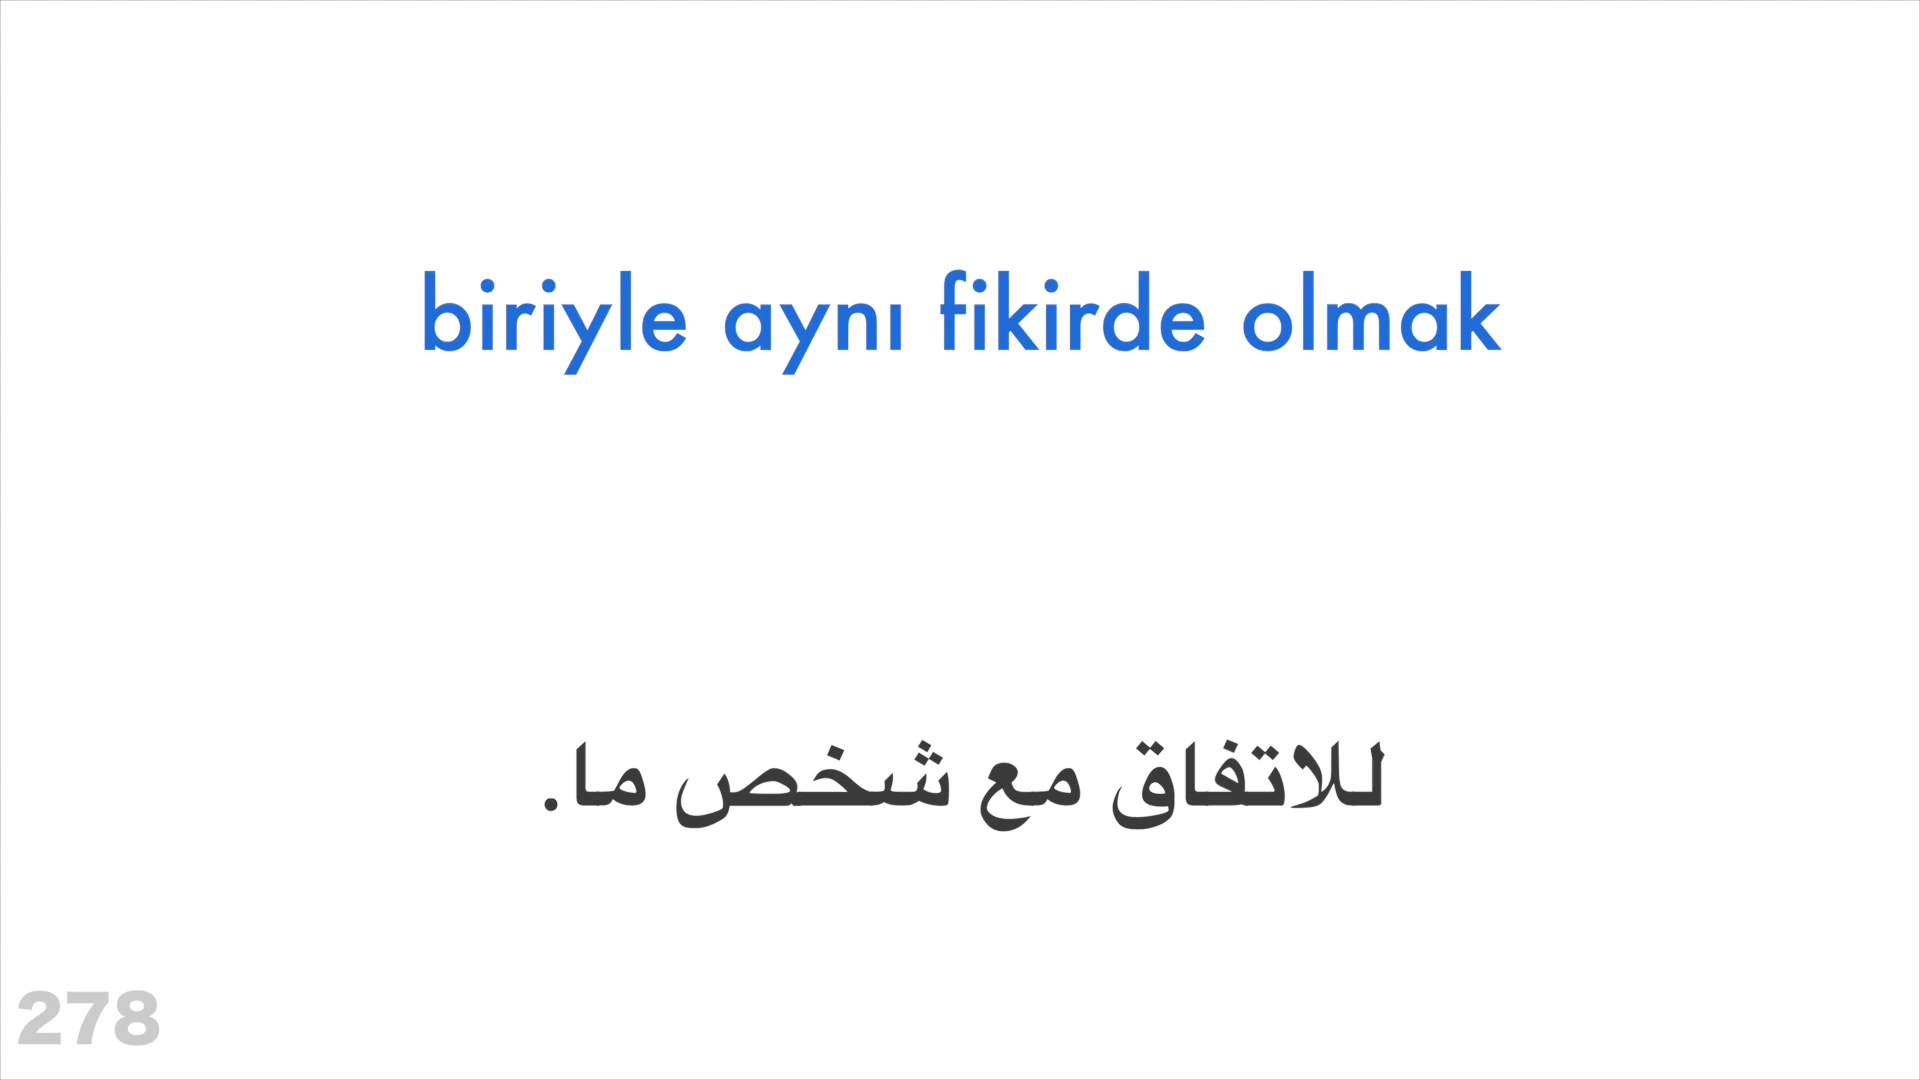 biriyle aynı fikirde olmak
للاتفاق مع شخص ما.
278